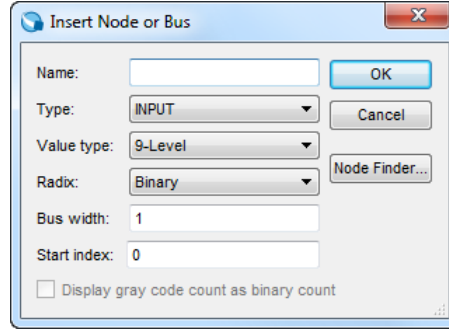 Insert Node or Bus
Name:
OK
Type: INPUT
Cancel
Value type: 9-Level
Radix: Binary
Node Finder...
Bus width: 1
Start index: 0
Display gray code count as binary count